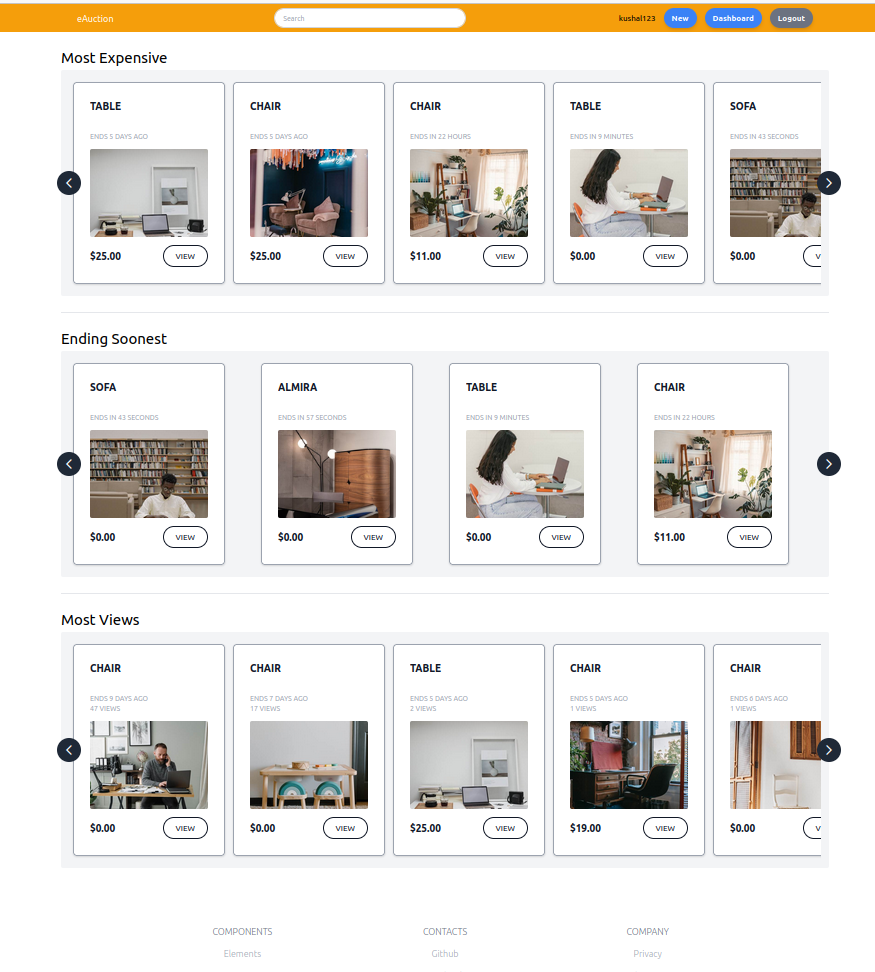 eAuction
Search
kushal123
New
Dashboard
Logout
Most Expensive
TABLE
ENDS 5 DAYS AGO
$25.00
VIEW
CHAIR
ENDS 5 DAYS AGO
$25.00
VIEW
CHAIR
ENDS IN 22 HOURS
$11.00
VIEW
TABLE
ENDS IN 9 MINUTES
$0.00
VIEW
SOFA
ENDS IN 43 SECONDS
$0.00
V
Ending Soonest
SOFA
ENDS IN 43 SECONDS
$0.00
VIEW
ALMIRA
ENDS IN 57 SECONDS
$0.00
VIEW
TABLE
ENDS IN 9 MINUTES
$0.00
VIEW
CHAIR
ENDS IN 22 HOURS
$11.00
VIEW
Most Views
CHAIR
ENDS 9 DAYS AGO
47 VIEWS
$0.00
VIEW
CHAIR
ENDS 7 DAYS AGO
17 VIEWS
$0.00
VIEW
TABLE
ENDS 5 DAYS AGO
2 VIEWS
$25.00
VIEW
CHAIR
ENDS 5 DAYS AGO
1 VIEWS
$19.00
VIEW
CHAIR
ENDS 6 DAYS AGO
1 VIEWS
$0.00
V
COMPONENTS
Elements
CONTACTS
Github
COMPANY
Privacy